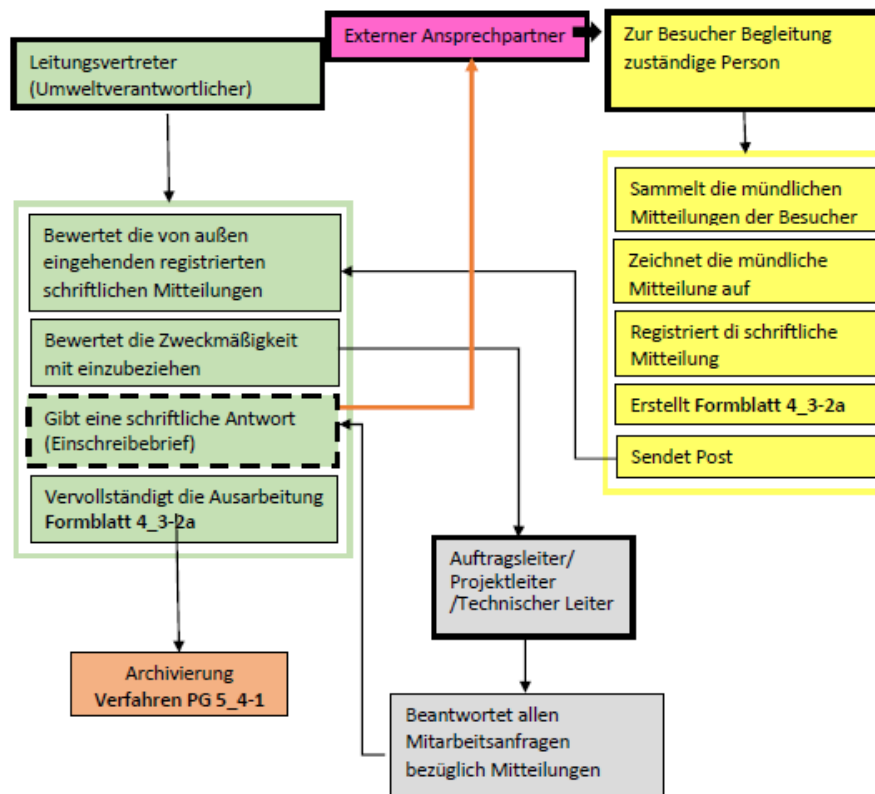 Leitungsvertreter
(Umweltverantwortlicher)
Externer Ansprechpartner
Zur Besucher Begleitung
zuständige Person
Bewertet die von außen
eingehenden registrierten
schriftlichen Mitteilungen
Bewertet die Zweckmäßigkeit
mit einzubeziehen
Gibt eine schriftliche Antwort
(Einschreibebrief)
Vervollständigt die Ausarbeitung
Formblatt 4_3-2a
Archivierung
Verfahren PG 5_4-1
Sammelt die mündlichen
Mitteilungen der Besucher
Zeichnet die mündliche
Mitteilung auf
Registriert di schriftliche
Mitteilung
Erstellt Formblatt 4_3-2a
Sendet Post
Auftragsleiter/
Projektleiter
/Technischer Leiter
Beantwortet allen
Mitarbeitsanfragen
bezüglich Mitteilungen